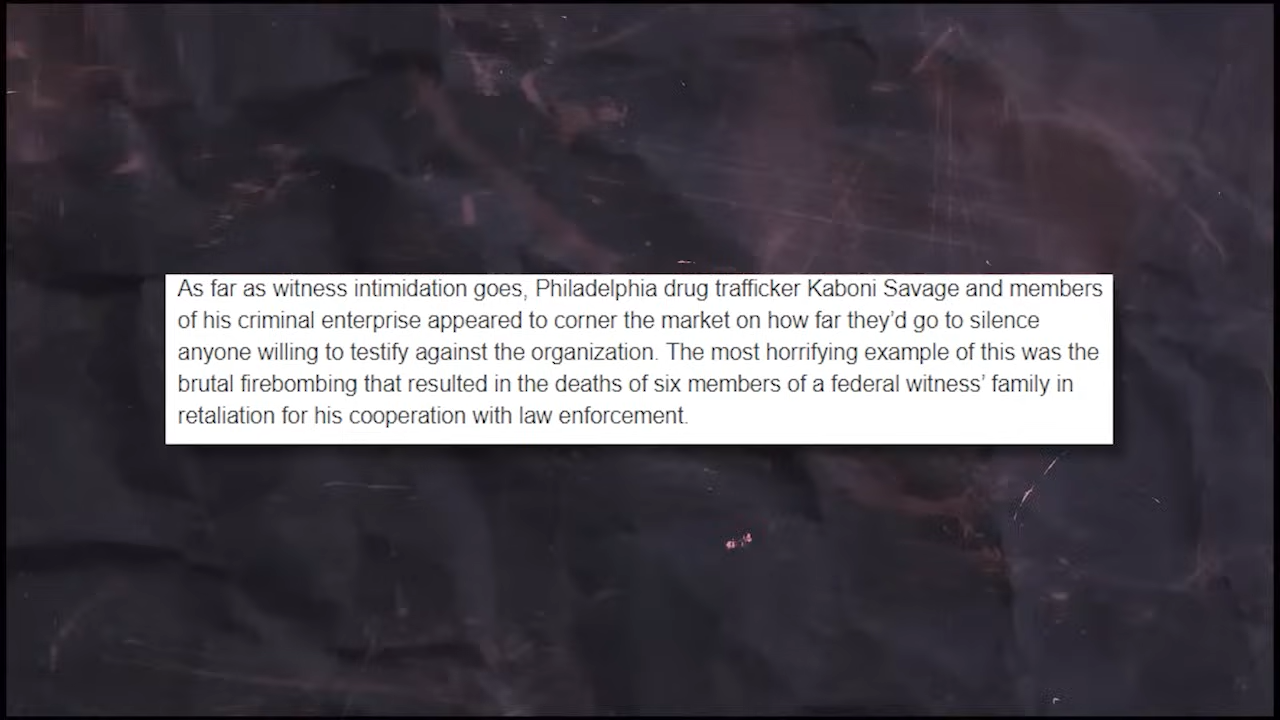 As far as witness intimidation goes, Philadelphia drug trafficker Kaboni Savage and members
of his criminal enterprise appeared to corner the market on how far they’d go to silence
anyone willing to testify against the organization. The most horrifying example of this was the
brutal firebombing that resulted in the deaths of six members of a federal witness’ family in
retaliation for his cooperation with law enforcement.